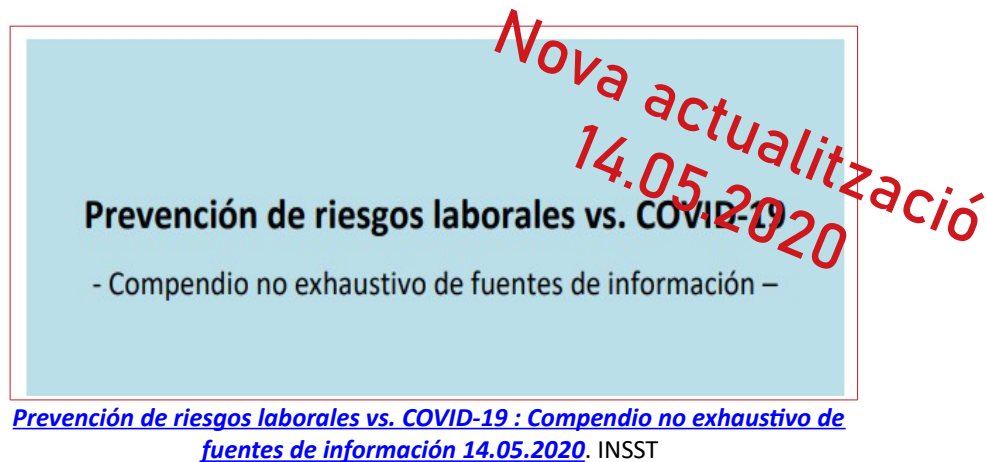 Nova actualització
14.05.2020
Prevención de riesgos laborales vs. COVID-19
- Compendio no exhaustivo de fuentes de información –
Prevención de riesgos laborales vs. COVID-19 : Compendio no exhaustivo de
fuentes de información 14.05.2020. INSST